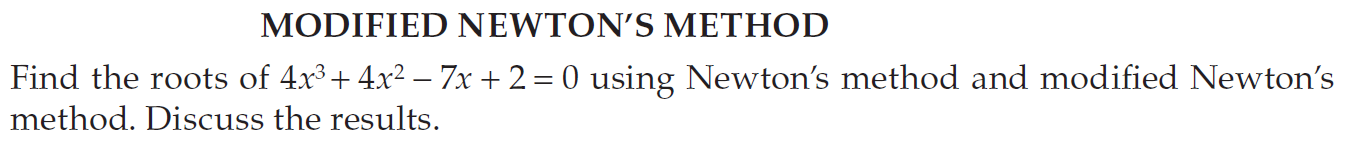 MODIFIED NEWTON’S METHOD
Find the roots of 4x³ + 4x² – 7x + 2 = 0 using Newton’s method and modified Newton’s
method. Discuss the results.